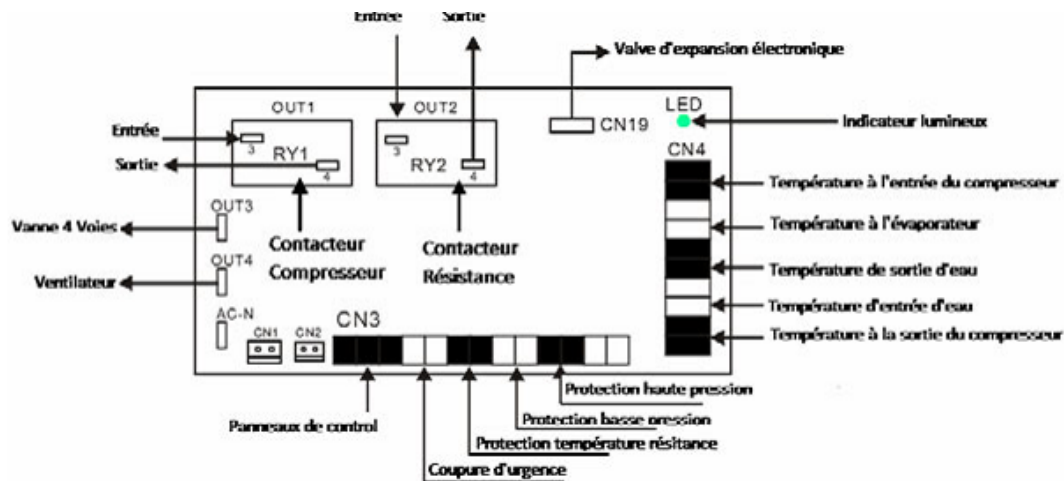 Entrée
Sortie
Valve d'expansion électronique
OUT1
OUT2
LED
CN19
Indicateur lumineux
Entrée
3
RY1
4
3
RY2
4
CN4
Sortie
Température à l'entrée du compresseur
OUT3
Vanne 4 Voies
Contacteur
Compresseur
Contacteur
Résistance
Température à l'évaporateur
OUT4
Température de sortie d'eau
Ventilateur
Température d'entrée d'eau
AC-N
CN1
CN2
CN3
Température à la sortie du compresseur
Protection haute pression
Panneaux de control
Protection basse pression
Protection température résitance
Coupure d'urgence